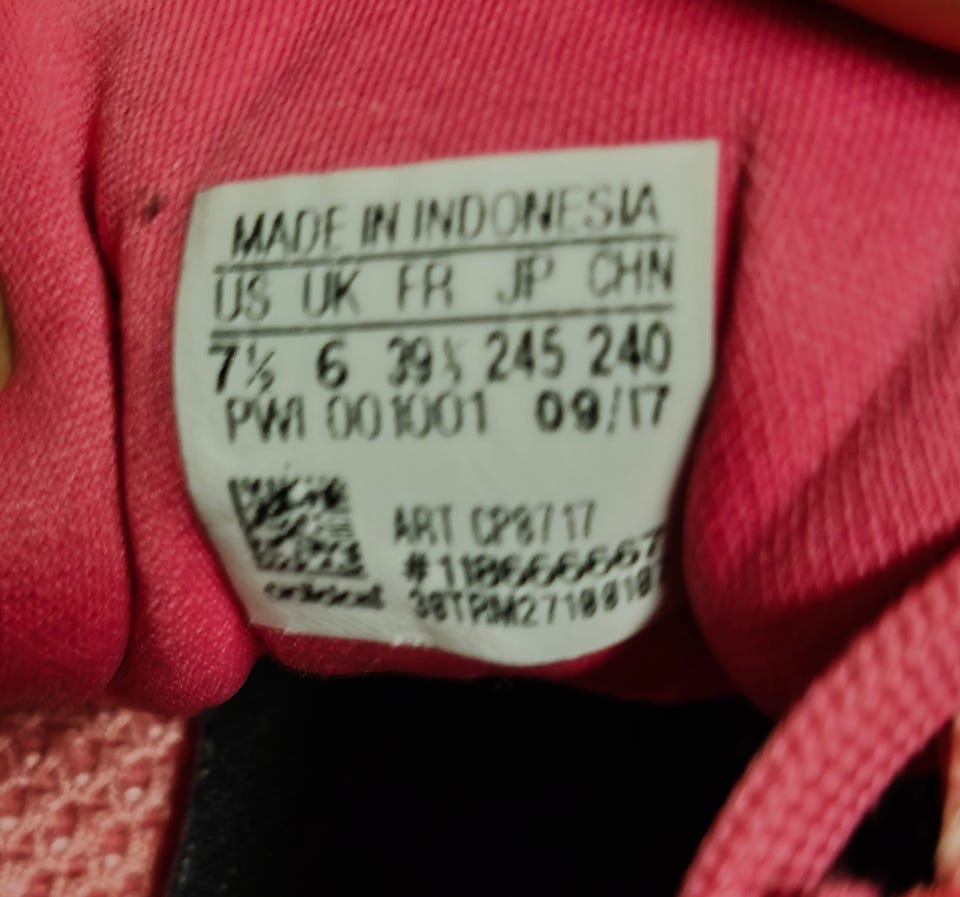 MADE IN INDONESIA
US UK FR JP CHN
7½ 6 39⅓ 245 240
PWI 001001 09/17
ART CP8717
adidas